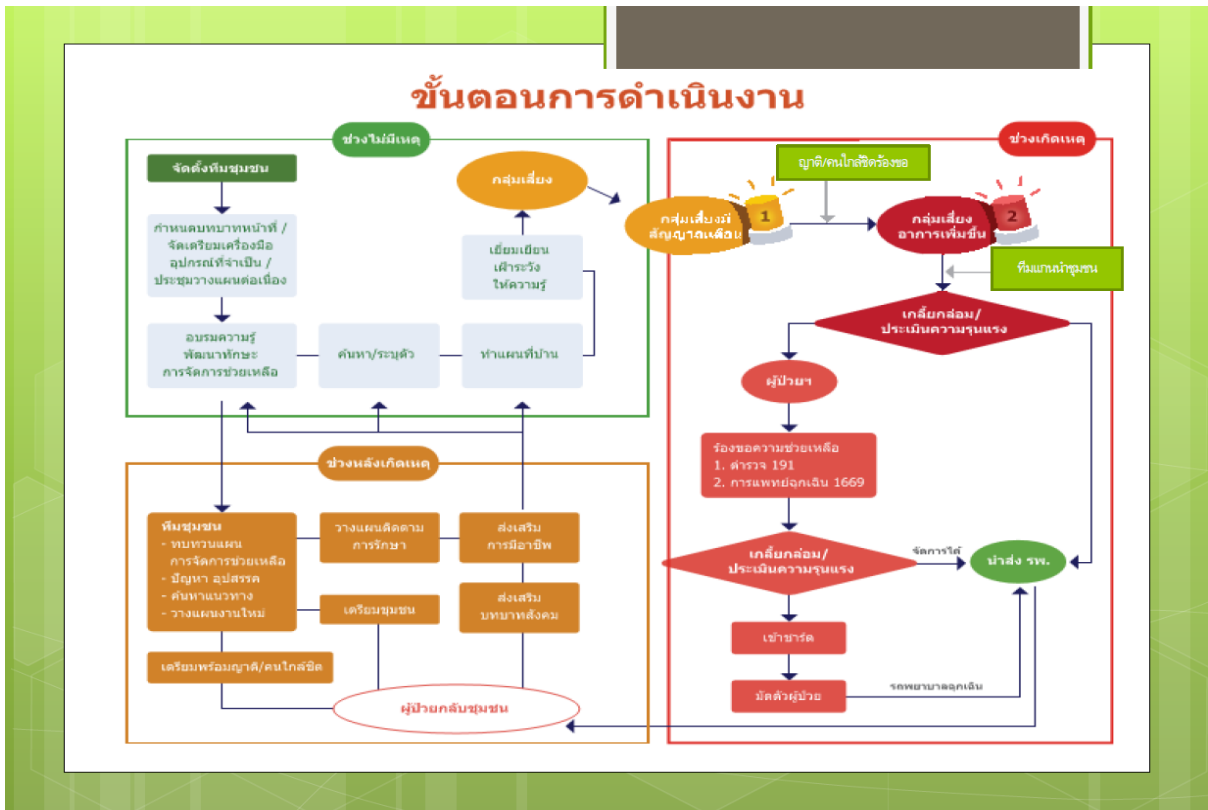 ขั้นตอนการดำเนินงาน
ช่วงไม่มีเหตุ
จัดตั้งทีมชุมชน
กำหนดบทบาทหน้าที่ /
จัดเตรียมเครื่องมือ
อุปกรณ์ที่จำเป็น /
ประชุมวางแผนต่อเนื่อง
อบรมความรู้
พัฒนาทักษะ
การจัดการช่วยเหลือ
ค้นหา/ระบุตัว
ทำแผนที่บ้าน
เยี่ยมเยียน
เฝ้าระวัง
ให้ความรู้
กลุ่มเสี่ยง
ช่วงเกิดเหตุ
ญาติ/คนใกล้ชิดร้องขอ
กลุ่มเสี่ยงมี
สัญญาณเตือน
1
กลุ่มเสี่ยง
อาการเพิ่มขึ้น
2
ทีมแกนนำชุมชน
เกลี้ยกล่อม/
ประเมินความรุนแรง
ผู้ป่วยฯ
ร้องขอความช่วยเหลือ
1. ตำรวจ 191
2. การแพทย์ฉุกเฉิน 1669
เกลี้ยกล่อม/
ประเมินความรุนแรง
จัดการได้
นำส่ง รพ.
เข้าชาร์ต
มัดตัวผู้ป่วย
รถพยาบาลฉุกเฉิน
ช่วงหลังเกิดเหตุ
ทีมชุมชน
- ทบทวนแผน
การจัดการช่วยเหลือ
- ปัญหา อุปสรรค
- ค้นหาแนวทาง
- วางแผนงานใหม่
วางแผนติดตาม
การรักษา
ส่งเสริม
การมีอาชีพ
เตรียมชุมชน
ส่งเสริม
บทบาทสังคม
เตรียมพร้อมญาติ/คนใกล้ชิด
ผู้ป่วยกลับชุมชน